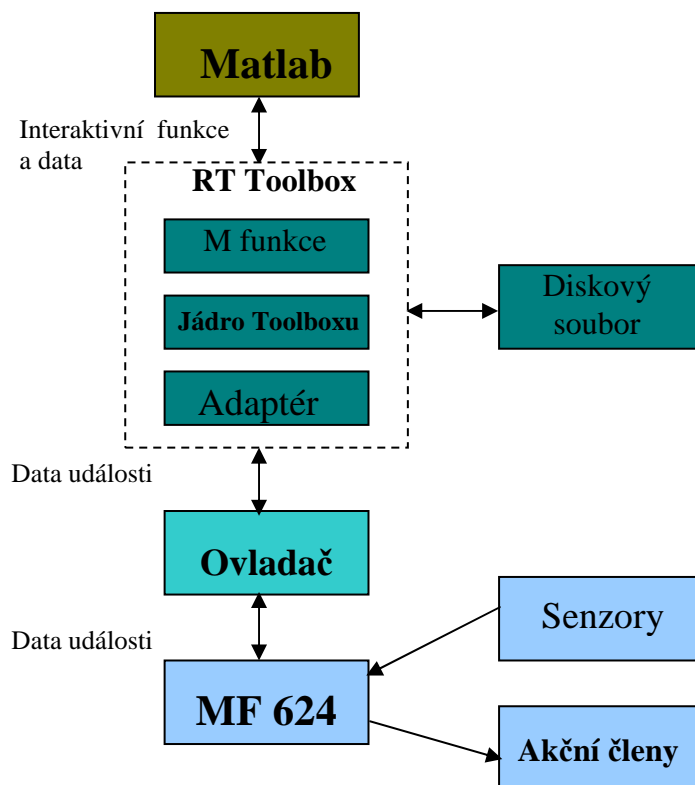 Matlab
Interaktivní funkce
a data
RT Toolbox
M funkce
Jádro Toolboxu
Adaptér
Diskový
soubor
Data události
Ovladač
Data události
MF 624
Senzory
Akční členy